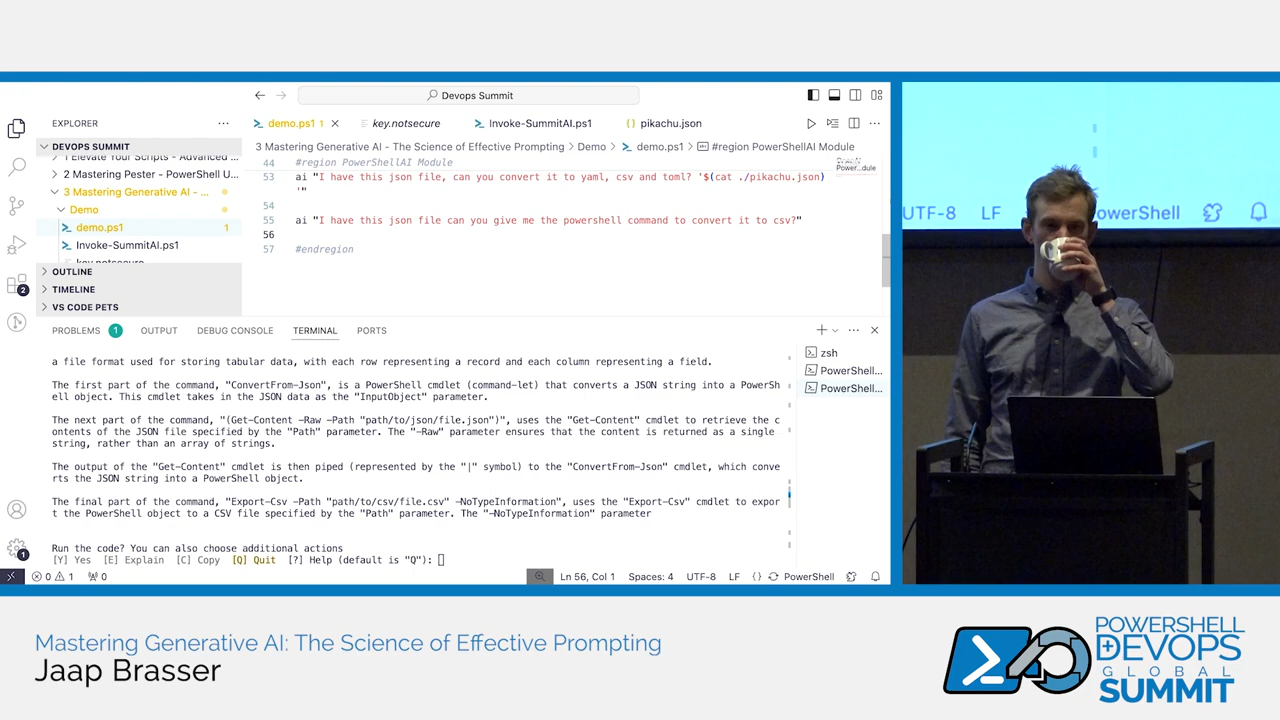 Devops Summit
EXPLORER
demo.ps1 1
key.notsecure
Invoke-SummitAI.ps1
{} pikachu.json
DEVOPS SUMMIT
3 Mastering Generative AI - The Science of Effective Prompting > Demo > demo.ps1 > #region PowerShellAI Module
1 Elevate Your Scripts - Advanced ...
2 Mastering Pester - PowerShell U...
3 Mastering Generative AI - ...
Demo
demo.ps1 1
Invoke-SummitAI.ps1
key.notsecure
OUTLINE
TIMELINE
VS CODE PETS
44 #region PowerShellAI Module
53 ai "I have this json file, can you convert it to yaml, csv and toml? '$(cat ./pikachu.json)
'"
54
55 ai "I have this json file can you give me the powershell command to convert it to csv?"
56
57 #endregion
PROBLEMS 1 OUTPUT DEBUG CONSOLE TERMINAL PORTS
zsh
PowerShell...
PowerShell...
a file format used for storing tabular data, with each row representing a record and each column representing a field.
The first part of the command, "ConvertFrom-Json", is a PowerShell cmdlet (command-let) that converts a JSON string into a PowerSh
ell object. This cmdlet takes in the JSON data as the "InputObject" parameter.
The next part of the command, "(Get-Content -Raw -Path "path/to/json/file.json")", uses the "Get-Content" cmdlet to retrieve the c
ontents of the JSON file specified by the "Path" parameter. The "-Raw" parameter ensures that the content is returned as a single
string, rather than an array of strings.
The output of the "Get-Content" cmdlet is then piped (represented by the "|" symbol) to the "ConvertFrom-Json" cmdlet, which conve
rts the JSON string into a PowerShell object.
The final part of the command, "Export-Csv -Path "path/to/csv/file.csv" -NoTypeInformation", uses the "Export-Csv" cmdlet to expor
t the PowerShell object to a CSV file specified by the "Path" parameter. The "-NoTypeInformation" parameter
Run the code? You can also choose additional actions
[Y] Yes [E] Explain [C] Copy [Q] Quit [?] Help (default is "Q"):
2
1
0 1 0
Ln 56, Col 1 Spaces: 4 UTF-8 LF {} PowerShell
UTF-8 LF PowerShell
Mastering Generative AI: The Science of Effective Prompting
Jaap Brasser
POWERSHELL
DEVOPS
GLOBAL
SUMMIT